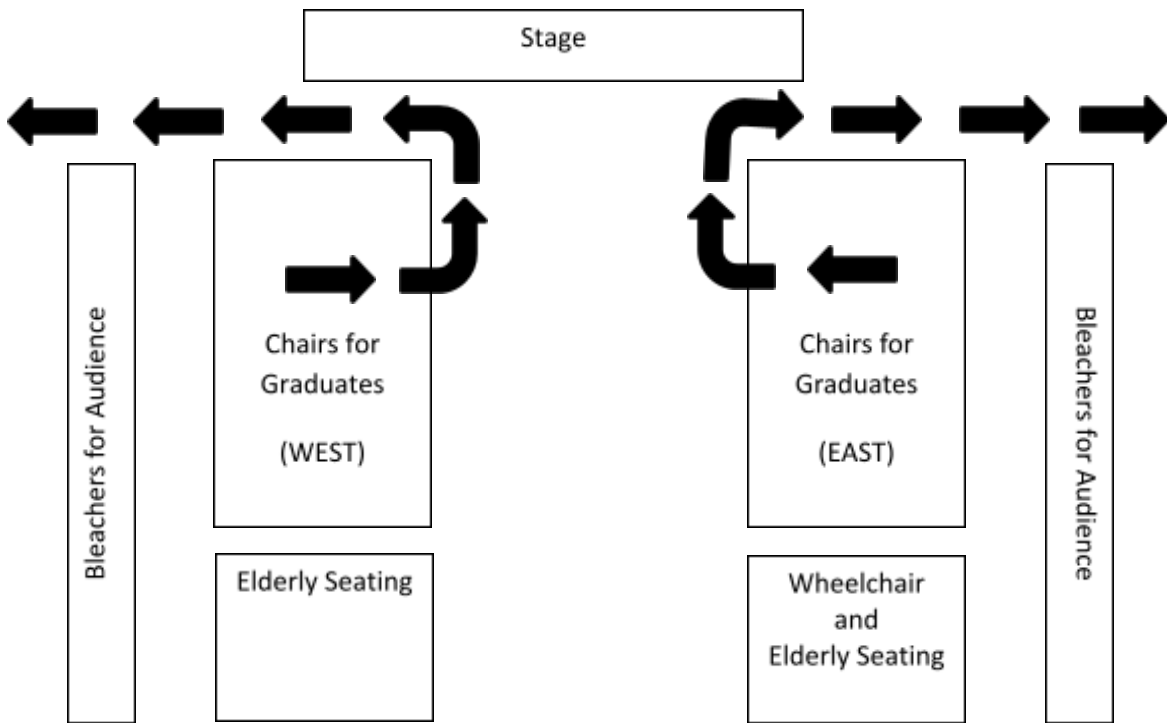 Stage
Bleachers for Audience
Chairs for
Graduates
(WEST)
Chairs for
Graduates
(EAST)
Bleachers for Audience
Elderly Seating
Wheelchair
and
Elderly Seating